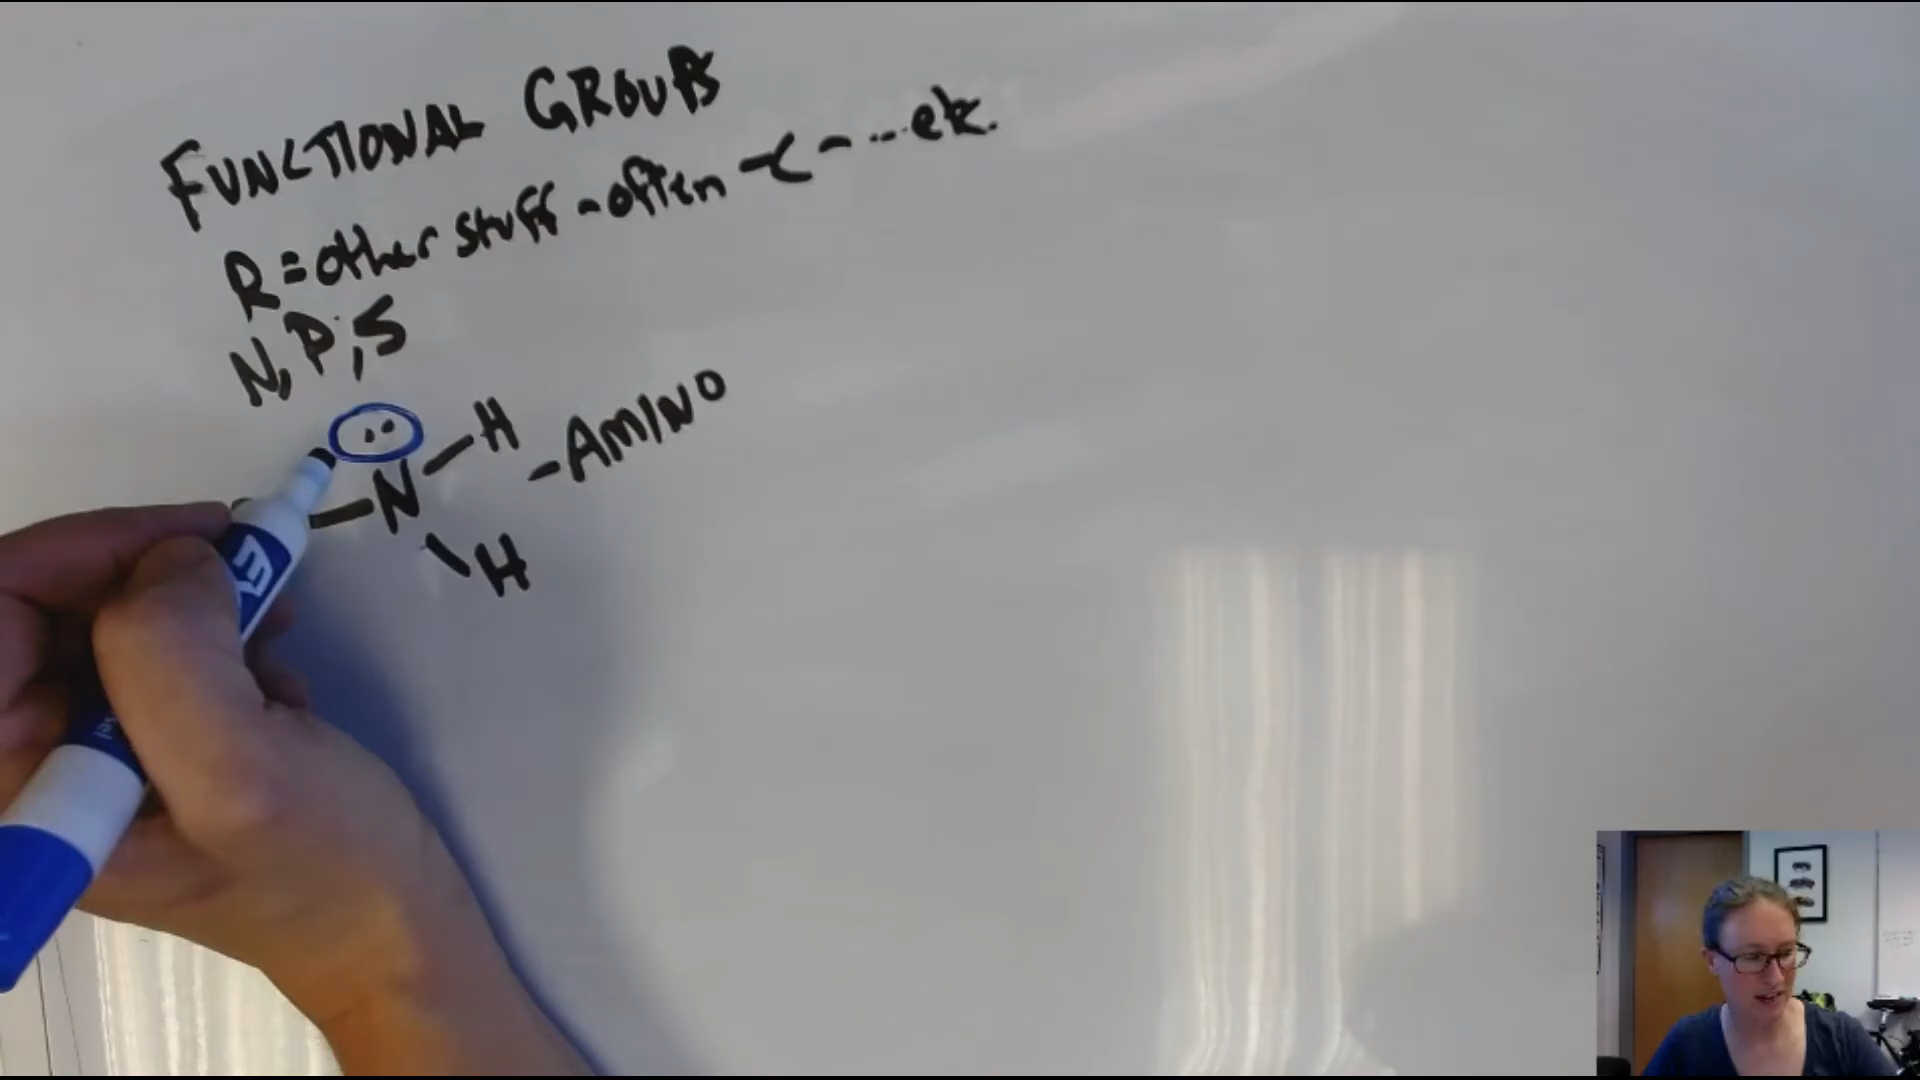 FUNCTIONAL GROUPS
R = other stuff - often -C - ... etc.
N, P, S
H
N - AMINO
H